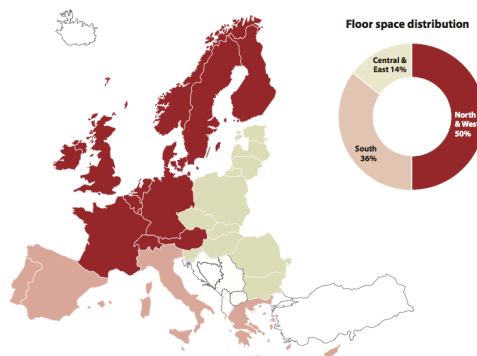 Floor space distribution
Central &
East 14%
North
& West
50%
South
36%